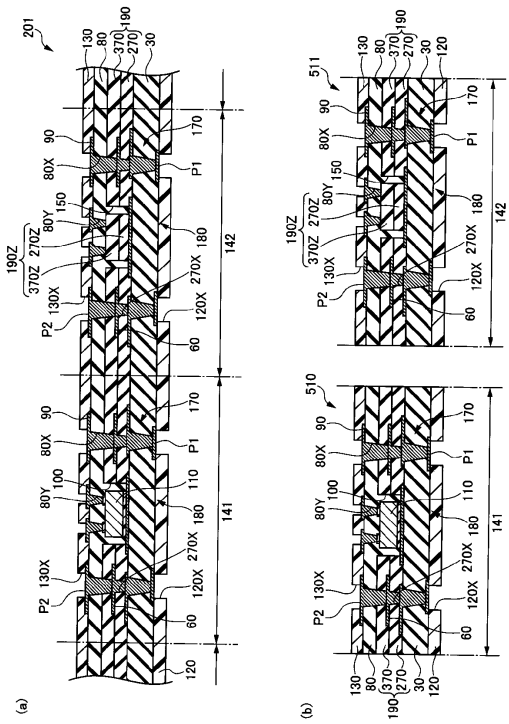 (a)
201
190
130
80
370
270
30
90
80X
170
P1
190Z
370Z
270Z
80Y
150
130X
P2
180
270X
60
120X
142
90
80X
170
P1
100
80Y
110
130X
P2
180
270X
60
120X
120
141
(b)
511
190
80
370
30
130
270
120
90
80X
170
P1
190Z
370Z
270Z
80Y
150
130X
P2
180
270X
60
120X
142
510
90
80X
170
P1
100
80Y
110
130X
P2
180
270X
60
120X
130
80
370
190
270
30
120
141